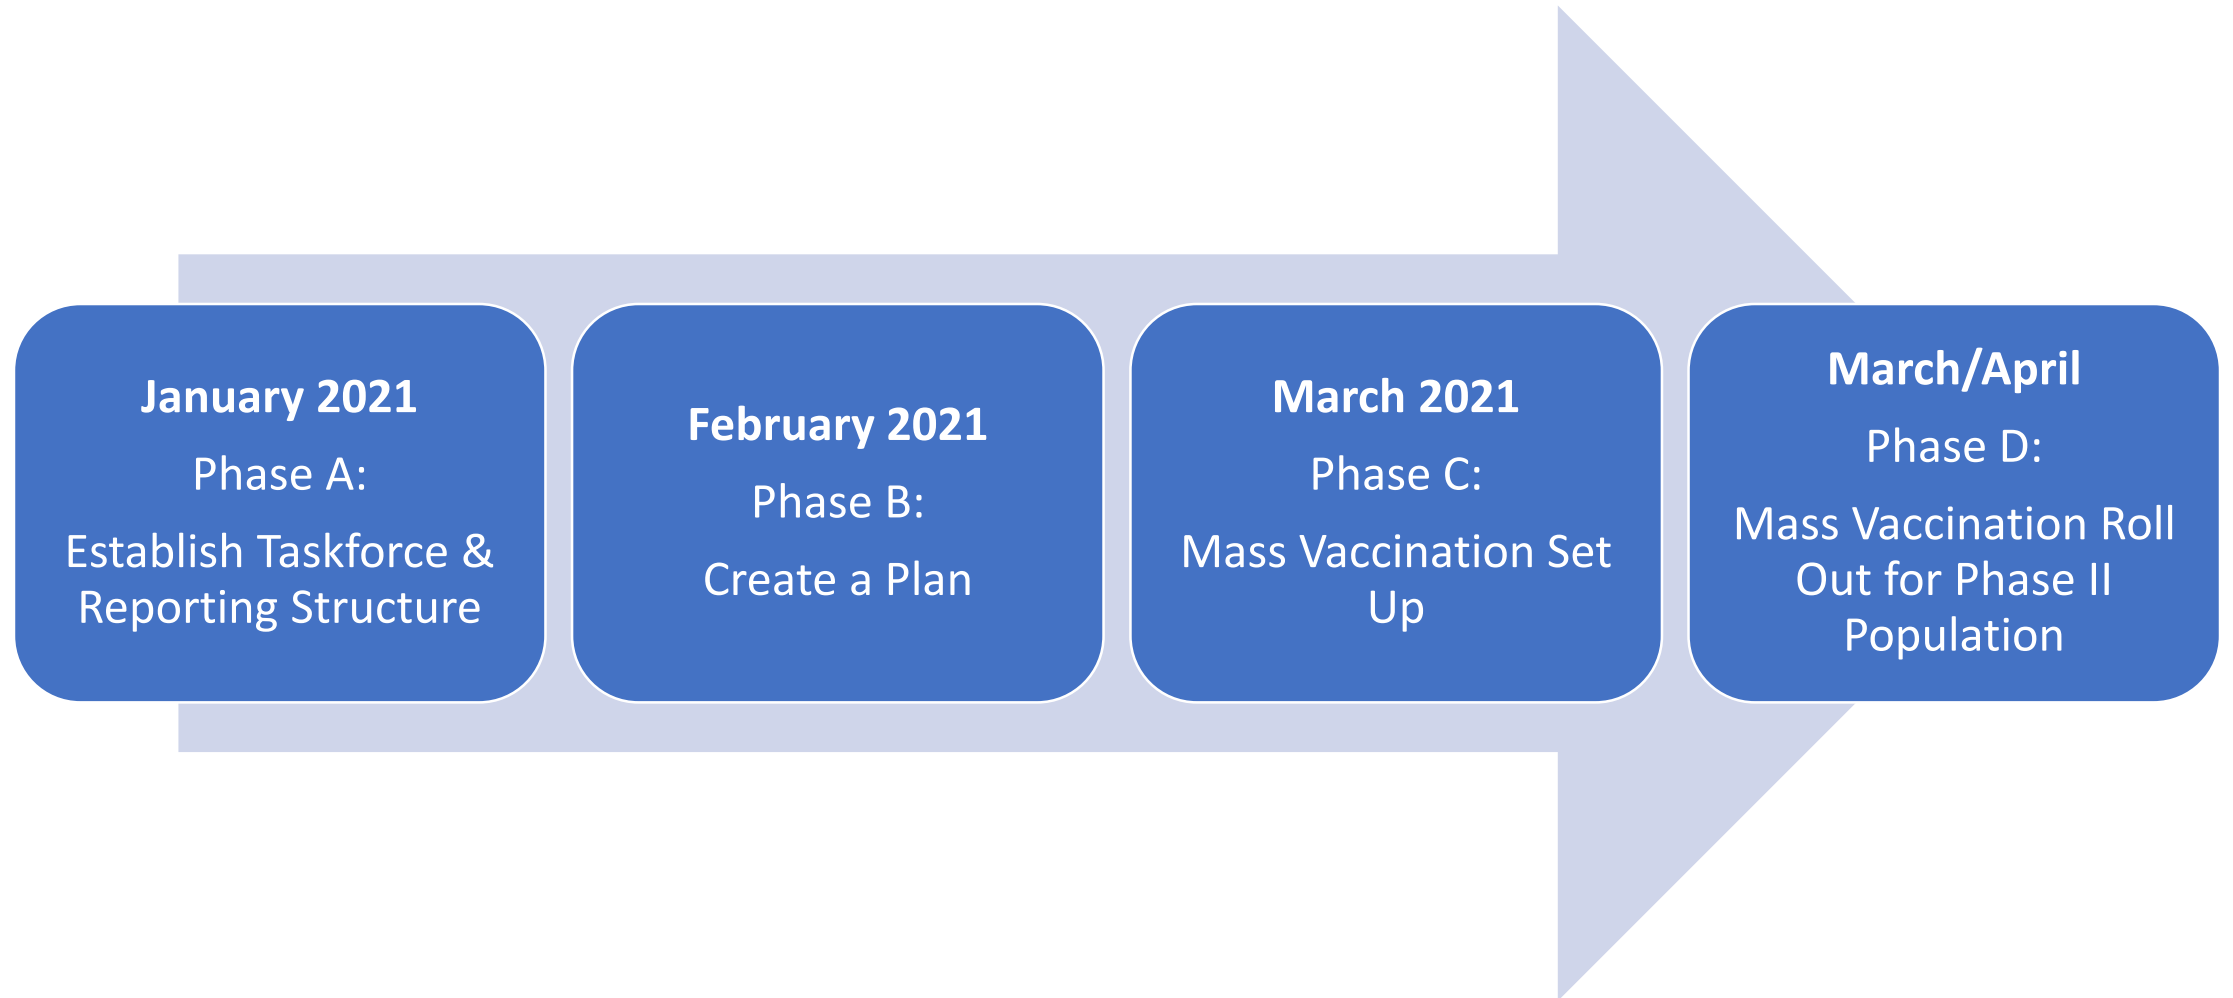 January 2021
Phase A:
Establish Taskforce &
Reporting Structure
February 2021
Phase B:
Create a Plan
March 2021
Phase C:
Mass Vaccination Set
Up
March/April
Phase D:
Mass Vaccination Roll
Out for Phase II
Population